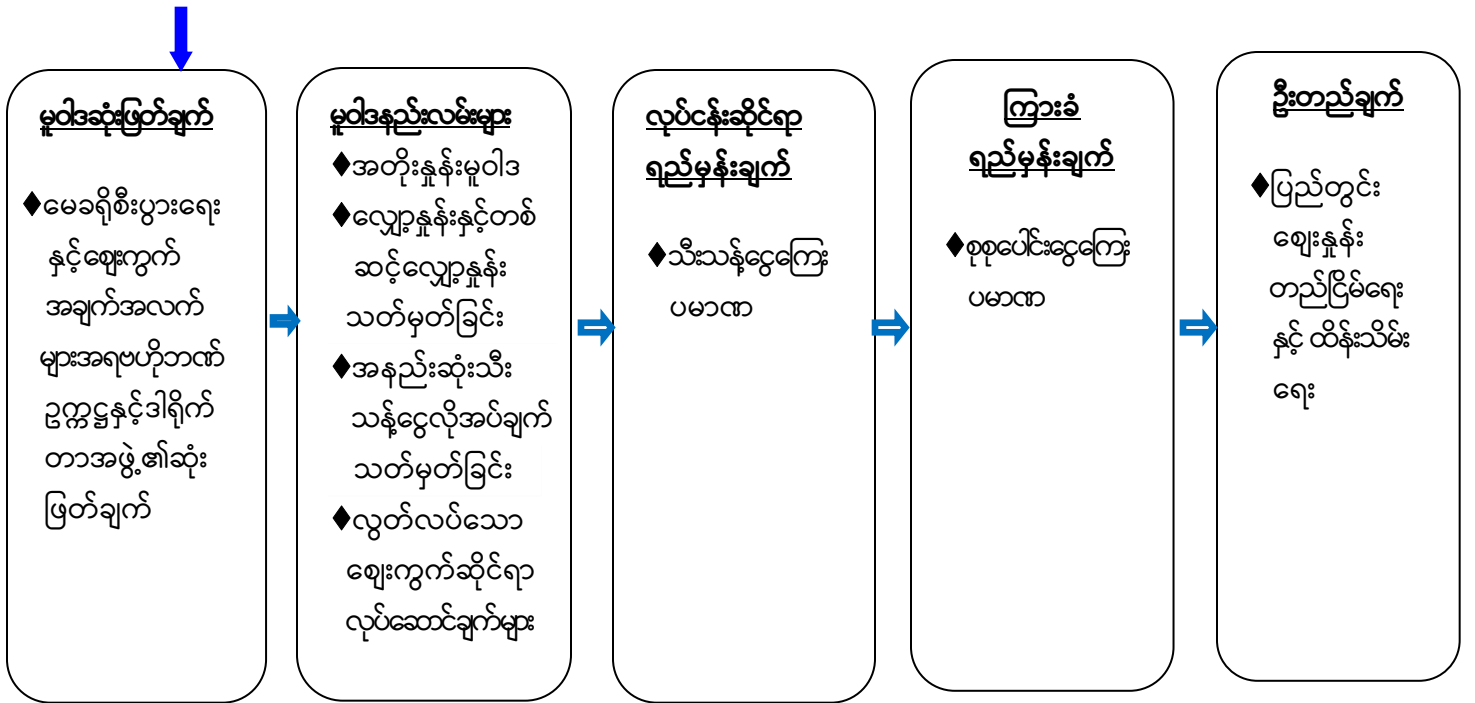 မူဝါဒဆုံးဖြတ်ချက်
♦မေခရိုစီးပွားရေး
နှင့်ဈေးကွက်
အချက်အလက်
များအရဗဟိုဘဏ်
ဥက္ကဋ္ဌနှင့်ဒါရိုက်
တာအဖွဲ့၏ဆုံး
ဖြတ်ချက်
မူဝါဒနည်းလမ်းများ
♦အတိုးနှုန်းမူဝါဒ
♦လျှော့နှုန်းနှင့်တစ်
ဆင့်လျှော့နှုန်း
သတ်မှတ်ခြင်း
♦အနည်းဆုံးသီး
သန့်ငွေလိုအပ်ချက်
သတ်မှတ်ခြင်း
♦လွတ်လပ်သော
ဈေးကွက်ဆိုင်ရာ
လုပ်ဆောင်ချက်များ
လုပ်ငန်းဆိုင်ရာ
ရည်မှန်းချက်
♦သီးသန့်ငွေကြေး
ပမာဏ
ကြားခံ
ရည်မှန်းချက်
♦စုစုပေါင်းငွေကြေး
ပမာဏ
ဦးတည်ချက်
♦ပြည်တွင်း
ဈေးနှုန်း
တည်ငြိမ်ရေး
နှင့် ထိန်းသိမ်း
ရေး